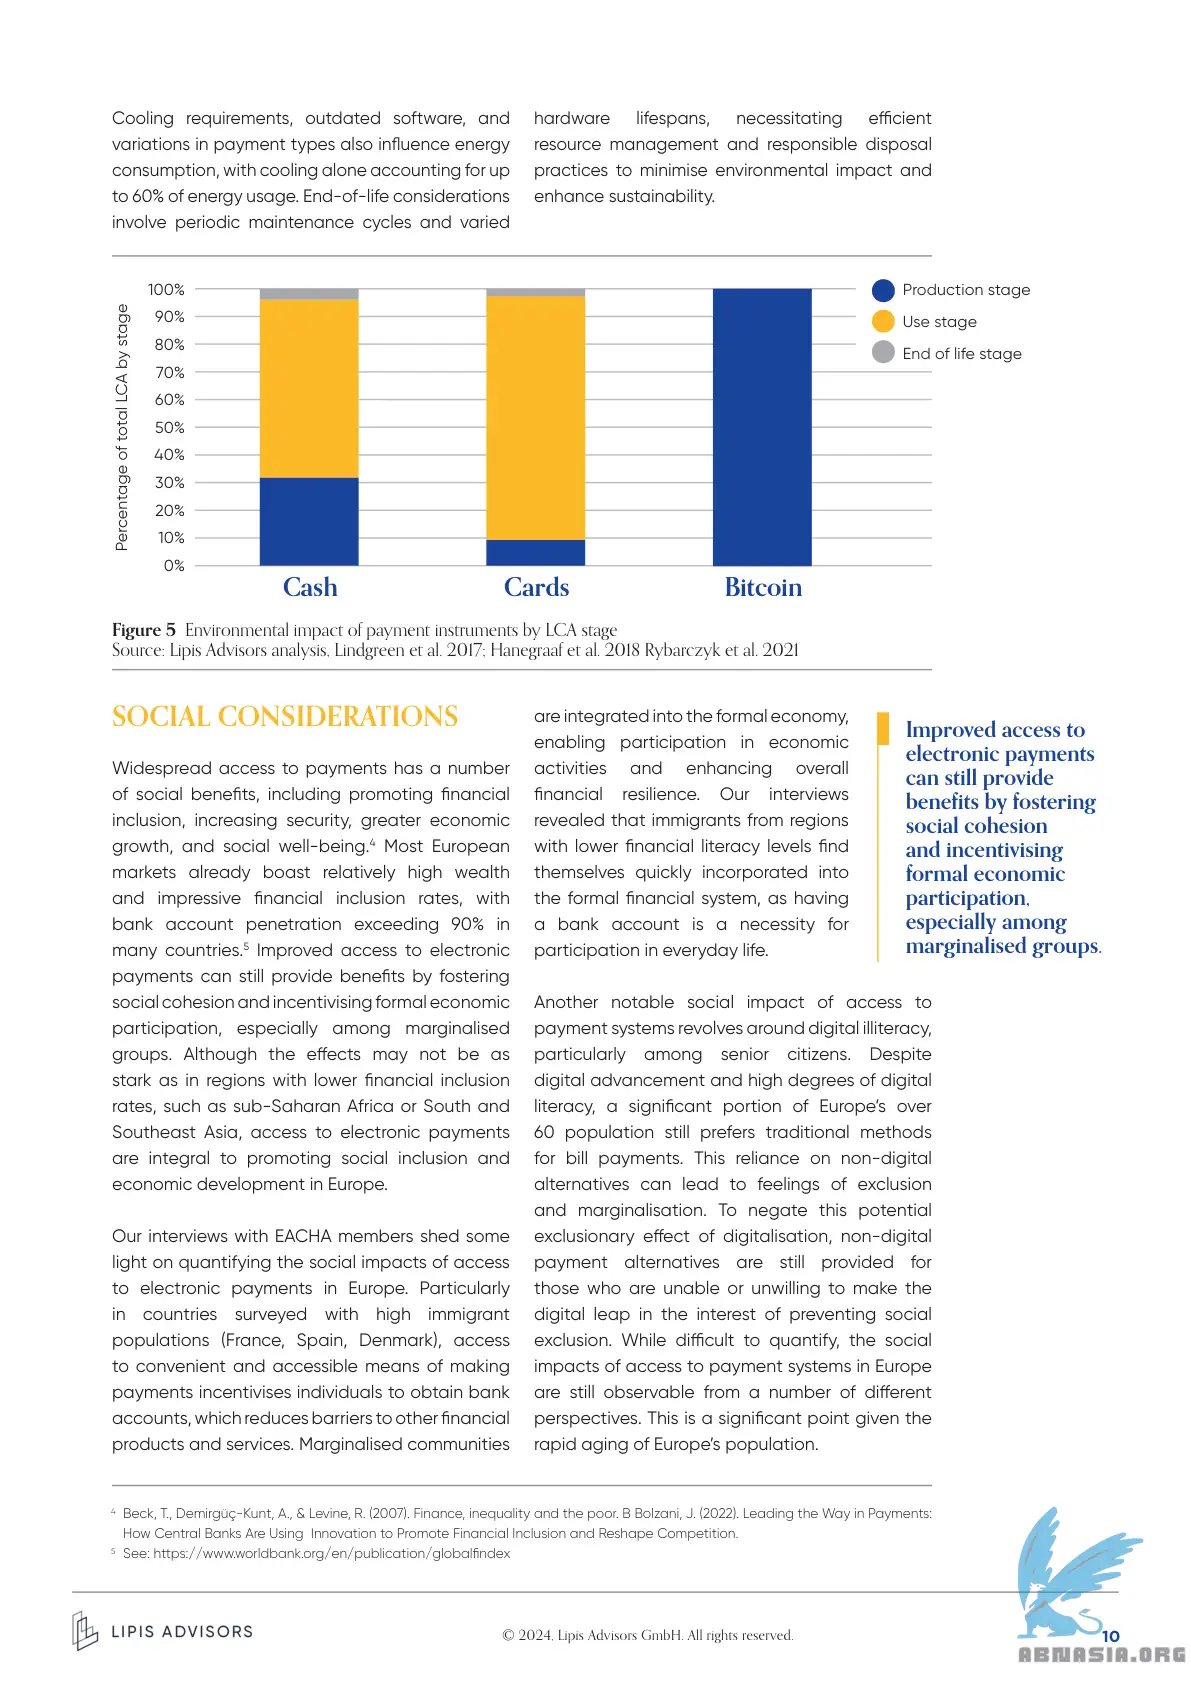 Cooling requirements, outdated software, and
variations in payment types also influence energy
consumption, with cooling alone accounting for up
to 60% of energy usage. End-of-life considerations
involve periodic maintenance cycles and varied
hardware lifespans, necessitating efficient
resource management and responsible disposal
practices to minimise environmental impact and
enhance sustainability.
Percentage of total LCA by stage
100%
90%
80%
70%
60%
50%
40%
30%
20%
10%
0%
Cash
Cards
Bitcoin
Production stage
Use stage
End of life stage
Figure 5 Environmental impact of payment instruments by LCA stage
Source: Lipis Advisors analysis, Lindgreen et al. 2017; Hanegraaf et al. 2018 Rybarczyk et al. 2021
SOCIAL CONSIDERATIONS
Widespread access to payments has a number
of social benefits, including promoting financial
inclusion, increasing security, greater economic
growth, and social well-being.4 Most European
markets already boast relatively high wealth
and impressive financial inclusion rates, with
bank account penetration exceeding 90% in
many countries.5 Improved access to electronic
payments can still provide benefits by fostering
social cohesion and incentivising formal economic
participation, especially among marginalised
groups. Although the effects may not be as
stark as in regions with lower financial inclusion
rates, such as sub-Saharan Africa or South and
Southeast Asia, access to electronic payments
are integral to promoting social inclusion and
economic development in Europe.
Our interviews with EACHA members shed some
light on quantifying the social impacts of access
to electronic payments in Europe. Particularly
in countries surveyed with high immigrant
populations (France, Spain, Denmark), access
to convenient and accessible means of making
payments incentivises individuals to obtain bank
accounts, which reduces barriers to other financial
products and services. Marginalised communities
are integrated into the formal economy,
enabling participation in economic
activities and enhancing overall
financial resilience. Our interviews
revealed that immigrants from regions
with lower financial literacy levels find
themselves quickly incorporated into
the formal financial system, as having
a bank account is a necessity for
participation in everyday life.
Another notable social impact of access to
payment systems revolves around digital illiteracy,
particularly among senior citizens. Despite
digital advancement and high degrees of digital
literacy, a significant portion of Europe's over
60 population still prefers traditional methods
for bill payments. This reliance on non-digital
alternatives can lead to feelings of exclusion
and marginalisation. To negate this potential
exclusionary effect of digitalisation, non-digital
payment alternatives are still provided for
those who are unable or unwilling to make the
digital leap in the interest of preventing social
exclusion. While difficult to quantify, the social
impacts of access to payment systems in Europe
are still observable from a number of different
perspectives. This is a significant point given the
rapid aging of Europe's population.
Improved access to
electronic payments
can still provide
benefits by fostering
social cohesion
and incentivising
formal economic
participation,
especially among
marginalised groups.
4 Beck, T., Demirgüç-Kunt, A., & Levine, R. (2007). Finance, inequality and the poor. B Bolzani, J. (2022). Leading the Way in Payments:
How Central Banks Are Using Innovation to Promote Financial Inclusion and Reshape Competition.
5 See: https://www.worldbank.org/en/publication/globalfindex
LIPIS ADVISORS
© 2024, Lipis Advisors GmbH. All rights reserved.
10
ABNASIA.ORG